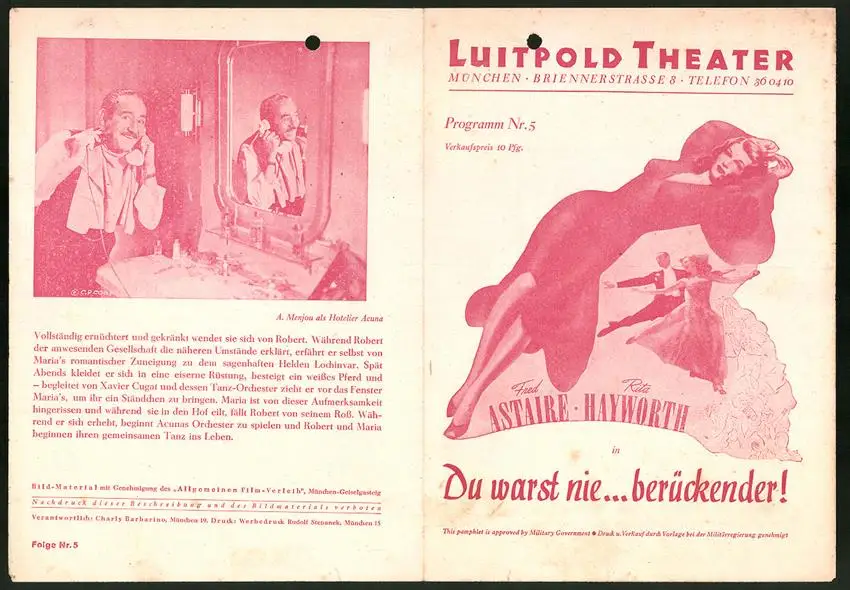 © C.P.CORP.
A. Menjou als Hotelier Acuna
Vollständig ernüchtert und gekränkt wendet sie sich von Robert. Während Robert
der anwesenden Gesellschaft die näheren Umstände erklärt, erfährt er selbst von
Maria's romantischer Zuneigung zu dem sagenhaften Helden Lochinvar. Spät
Abends kleidet er sich in eine eiserne Rüstung, besteigt ein weißes Pferd und
– begleitet von Xavier Cugat und dessen Tanz-Orchester zieht er vor das Fenster
Maria's, um ihr ein Ständchen zu bringen. Maria ist von dieser Aufmerksamkeit
hingerissen und während sie in den Hof eilt, fällt Robert von seinem Roß. Wäh-
rend er sich erhebt, beginnt Acunas Orchester zu spielen und Robert und Maria
beginnen ihren gemeinsamen Tanz ins Leben.
Bild-Material mit Genehmigung des „Allgemeinen Film-Verleih", München-Geiselgasteig
Nachdruck dieser Beschreibung und des Bildmaterials verboten
Verantwortlich: Charly Barbarino, München 19. Druck: Werbedruck Rudolf Stepanek, München 15
Folge Nr. 5
LUITPOLD THEATER
MÜNCHEN · BRIENNERSTRASSE 8 · TELEFON 36 04 10
Programm Nr. 5
Verkaufspreis 10 Pfg.
Fred Rita
ASTAIRE · HAYWORTH
in
Du warst nie... berückender!
This pamphlet is approved by Military Government ◆ Druck u. Verkauf durch Vorlage bei der Militärregierung genehmigt